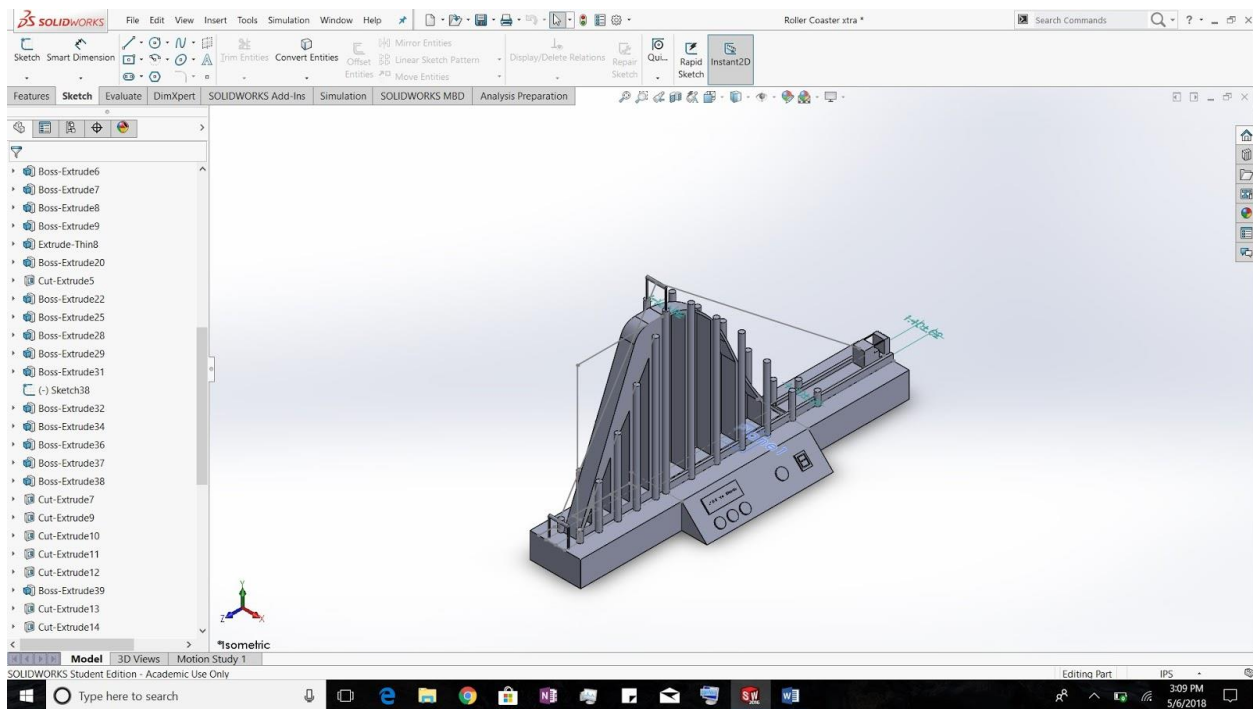 SOLIDWORKS File Edit View Insert Tools Simulation Window Help Roller Coaster xtra * Search Commands ?
Sketch Smart Dimension Trim Entities Convert Entities Offset Entities Mirror Entities Linear Sketch Pattern Move Entities Display/Delete Relations Repair Sketch Qui... Rapid Sketch Instant2D
Features Sketch Evaluate DimXpert SOLIDWORKS Add-Ins Simulation SOLIDWORKS MBD Analysis Preparation
Boss-Extrude6
Boss-Extrude7
Boss-Extrude8
Boss-Extrude9
Extrude-Thin8
Boss-Extrude20
Cut-Extrude5
Boss-Extrude22
Boss-Extrude25
Boss-Extrude28
Boss-Extrude29
Boss-Extrude31
(-) Sketch38
Boss-Extrude32
Boss-Extrude34
Boss-Extrude36
Boss-Extrude37
Boss-Extrude38
Cut-Extrude7
Cut-Extrude9
Cut-Extrude10
Cut-Extrude11
Cut-Extrude12
Boss-Extrude39
Cut-Extrude13
Cut-Extrude14
Y
Z X
*Isometric
Model 3D Views Motion Study 1
SOLIDWORKS Student Edition - Academic Use Only Editing Part IPS
Type here to search 3:09 PM
5/6/2018